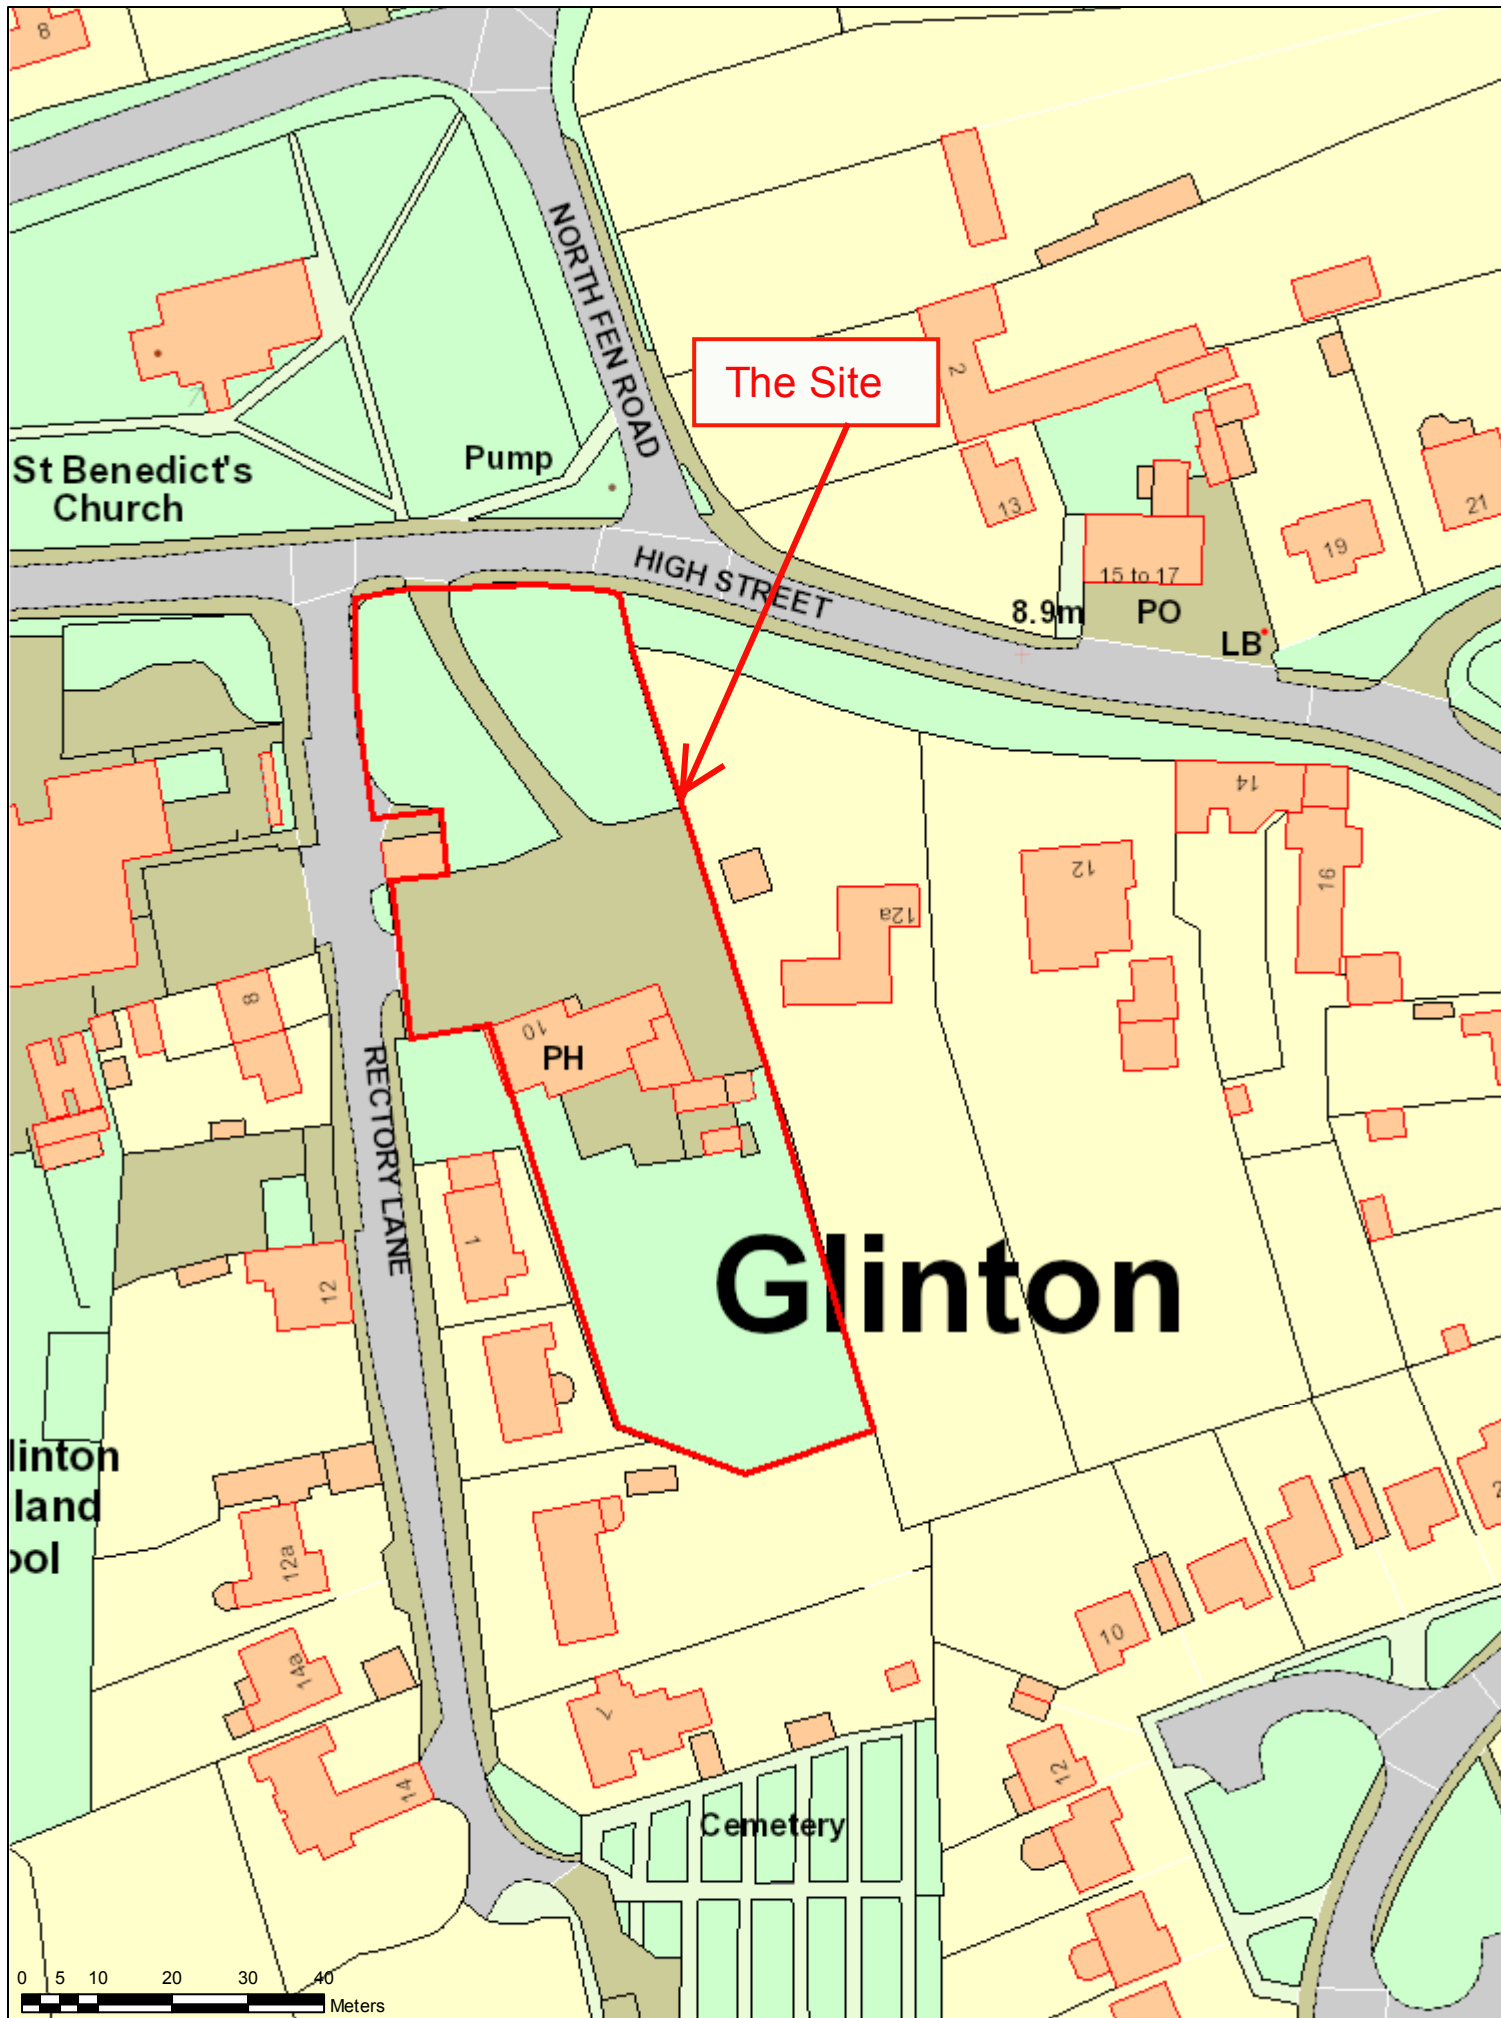 8
NORTH FEN ROAD
The Site
2
St Benedict's
Church
Pump
13
21
19
HIGH STREET
15 to 17
8.9m
PO
LB
14
12
16
12a
8
10
PH
RECTORY LANE
1
Glinton
12
linton
land
ool
2
12a
10
14a
7
12
14
Cemetery
0 5 10 20 30 40
Meters